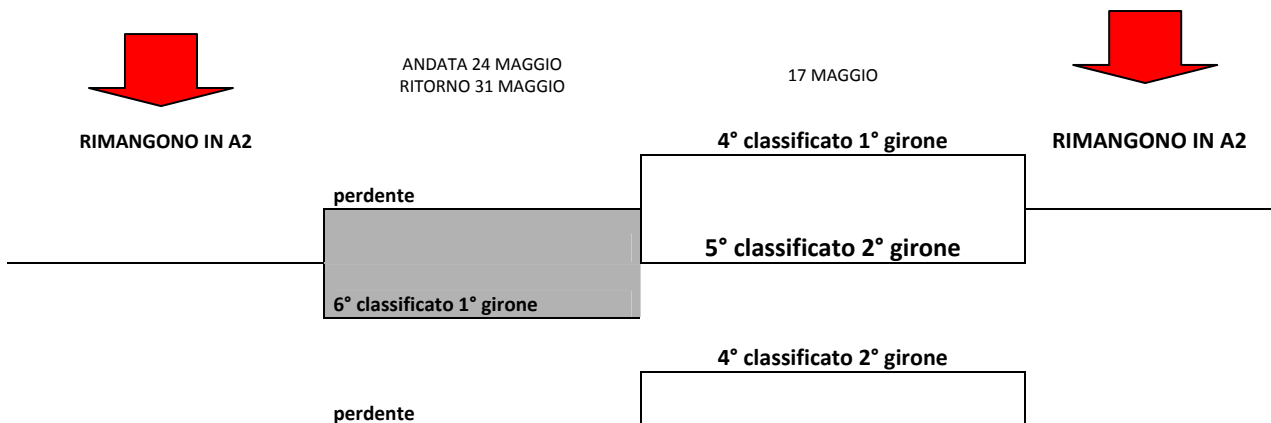 ANDATA 24 MAGGIO
RITORNO 31 MAGGIO
17 MAGGIO
RIMANGONO IN A2
4° classificato 1° girone
RIMANGONO IN A2
perdente
5° classificato 2° girone
6° classificato 1° girone
4° classificato 2° girone
perdente